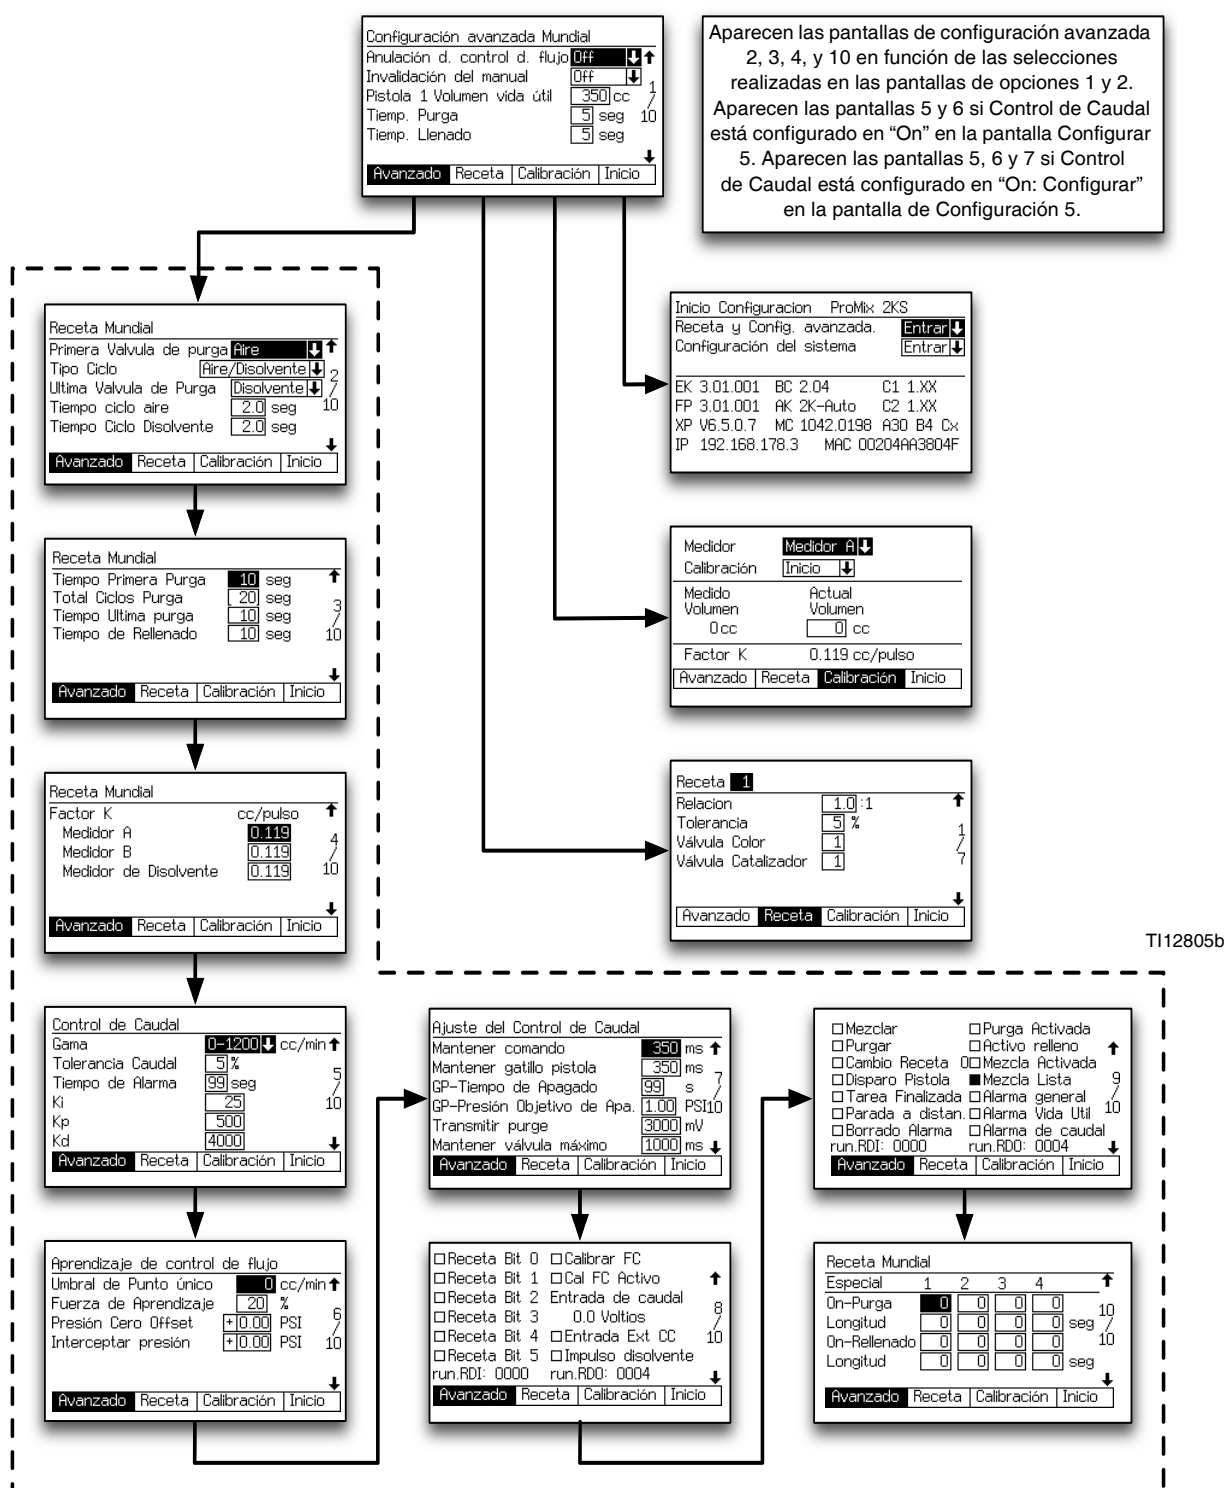 Configuración avanzada Mundial
Anulación d. control d. flujo Off
Invalidación del manual Off
Pistola 1 Volumen vida útil 350 cc
Tiemp. Purga 5 seg
Tiemp. Llenado 5 seg
1 / 10
Avanzado Receta Calibración Inicio
Aparecen las pantallas de configuración avanzada
2, 3, 4, y 10 en función de las selecciones
realizadas en las pantallas de opciones 1 y 2.
Aparecen las pantallas 5 y 6 si Control de Caudal
está configurado en “On” en la pantalla Configurar
5. Aparecen las pantallas 5, 6 y 7 si Control
de Caudal está configurado en “On: Configurar”
en la pantalla de Configuración 5.
Inicio Configuracion ProMix 2KS
Receta y Config. avanzada. Entrar
Configuración del sistema Entrar
EK 3.01.001 BC 2.04 C1 1.XX
FP 3.01.001 AK 2K-Auto C2 1.XX
XP V6.5.0.7 MC 1042.0198 A30 B4 Cx
IP 192.168.178.3 MAC 00204AA3804F
Receta Mundial
Primera Valvula de purga Aire
Tipo Ciclo Aire/Disolvente
Ultima Valvula de Purga Disolvente
Tiempo ciclo aire 2.0 seg
Tiempo Ciclo Disolvente 2.0 seg
2 / 10
Avanzado Receta Calibración Inicio
Medidor Medidor A
Calibración Inicio
Medido Actual
Volumen Volumen
0cc 0 cc
Factor K 0.119 cc/pulso
Avanzado Receta Calibración Inicio
Receta Mundial
Tiempo Primera Purga 10 seg
Total Ciclos Purga 20 seg
Tiempo Ultima purga 10 seg
Tiempo de Rellenado 10 seg
3 / 10
Avanzado Receta Calibración Inicio
Receta 1
Relacion 1.0 :1
Tolerancia 5 %
Válvula Color 1
Válvula Catalizador 1
1 / 7
Avanzado Receta Calibración Inicio
Receta Mundial
Factor K cc/pulso
Medidor A 0.119
Medidor B 0.119
Medidor de Disolvente 0.119
4 / 10
Avanzado Receta Calibración Inicio
TI12805b
Control de Caudal
Gama 0-1200 cc/min
Tolerancia Caudal 5 %
Tiempo de Alarma 99 seg
Ki 25
Kp 500
Kd 4000
5 / 10
Avanzado Receta Calibración Inicio
Ajuste del Control de Caudal
Mantener comando 350 ms
Mantener gatillo pistola 350 ms
GP-Tiempo de Apagado 99 s
GP-Presión Objetivo de Apa. 1.00 PSI
Transmitir purge 3000 mV
Mantener válvula máximo 1000 ms
7 / 10
Avanzado Receta Calibración Inicio
Mezclar Purga Activada
Purgar Activo relleno
Cambio Receta 0 Mezcla Activada
Disparo Pistola Mezcla Lista
Tarea Finalizada Alarma general
Parada a distan. Alarma Vida Util
Borrado Alarma Alarma de caudal
run.RDI: 0000 run.RDO: 0004
9 / 10
Avanzado Receta Calibración Inicio
Aprendizaje de control de flujo
Umbral de Punto único 0 cc/min
Fuerza de Aprendizaje 20 %
Presión Cero Offset +0.00 PSI
Interceptar presión +0.00 PSI
6 / 10
Avanzado Receta Calibración Inicio
Receta Bit 0 Calibrar FC
Receta Bit 1 Cal FC Activo
Receta Bit 2 Entrada de caudal
Receta Bit 3 0.0 Voltios
Receta Bit 4 Entrada Ext CC
Receta Bit 5 Impulso disolvente
run.RDI: 0000 run.RDO: 0004
8 / 10
Avanzado Receta Calibración Inicio
Receta Mundial
Especial 1 2 3 4
On-Purga 0 0 0 0
Longitud 0 0 0 0 seg
On-Rellenado 0 0 0 0
Longitud 0 0 0 0 seg
10 / 10
Avanzado Receta Calibración Inicio